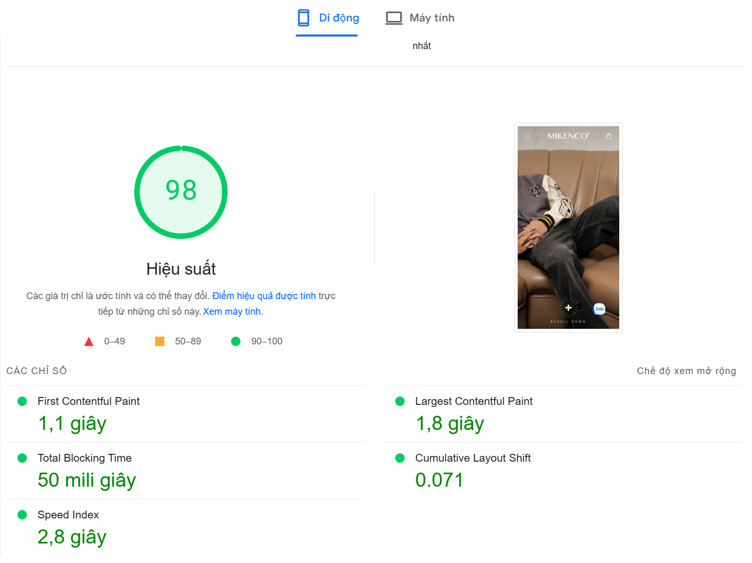 Di động
Máy tính
nhất
98
Hiệu suất
Các giá trị chỉ là ước tính và có thể thay đổi. Điểm hiệu quả được tính trực
tiếp từ những chỉ số này. Xem máy tính.
0–49
50–89
90–100
MIKENCO
Zalo
SCROLL DOWN
CÁC CHỈ SỐ
Chế độ xem mở rộng
First Contentful Paint
1,1 giây
Largest Contentful Paint
1,8 giây
Total Blocking Time
50 mili giây
Cumulative Layout Shift
0.071
Speed Index
2,8 giây